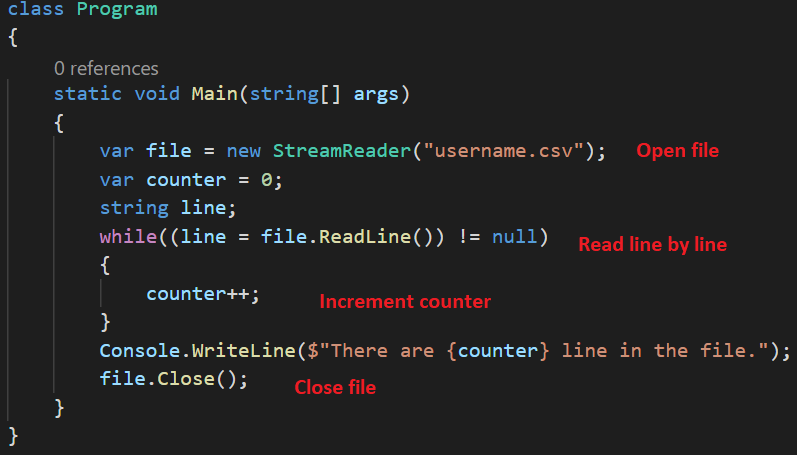 class Program
{
0 references
static void Main(string[] args)
{
var file = new StreamReader("username.csv"); Open file
var counter = 0;
string line;
while((line = file.ReadLine()) != null) Read line by line
{
counter++; Increment counter
}
Console.WriteLine($"There are {counter} line in the file.");
file.Close(); Close file
}
}